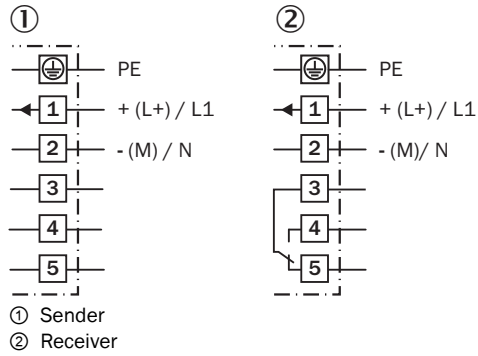 ① ②
PE PE
1 + (L+) / L1 1 + (L+) / L1
2 - (M) / N 2 - (M)/ N
3 3
4 4
5 5
① Sender
② Receiver